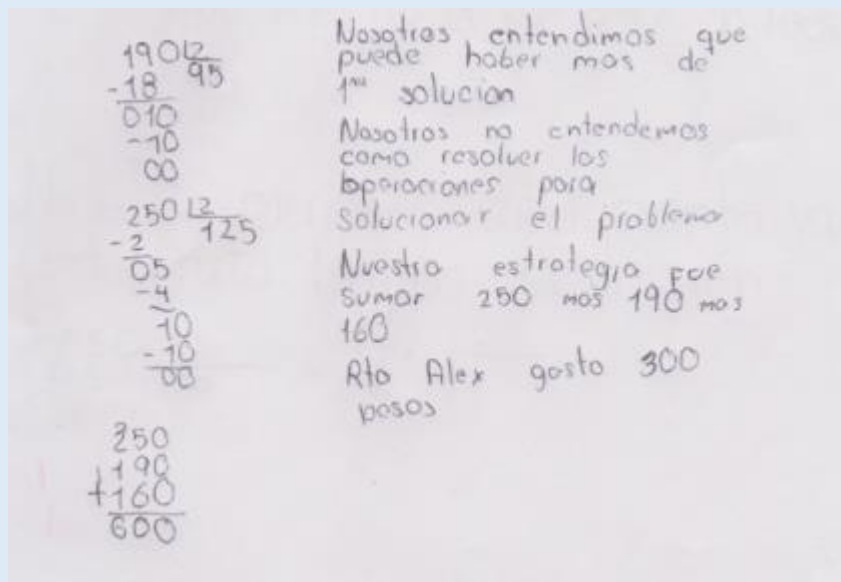 190 |2
95
-18
010
-10
00
250 |2
125
-2
05
-4
10
-10
00
250
190
+160
600
Nosotros entendimos que
puede haber mas de
1ra solucion
Nosotros no entendemos
como resolver las
operaciones para
solucionar el problema
Nuestra estrategia fue
sumar 250 mas 190 mas
160
Rta Alex gasto 300
pesos